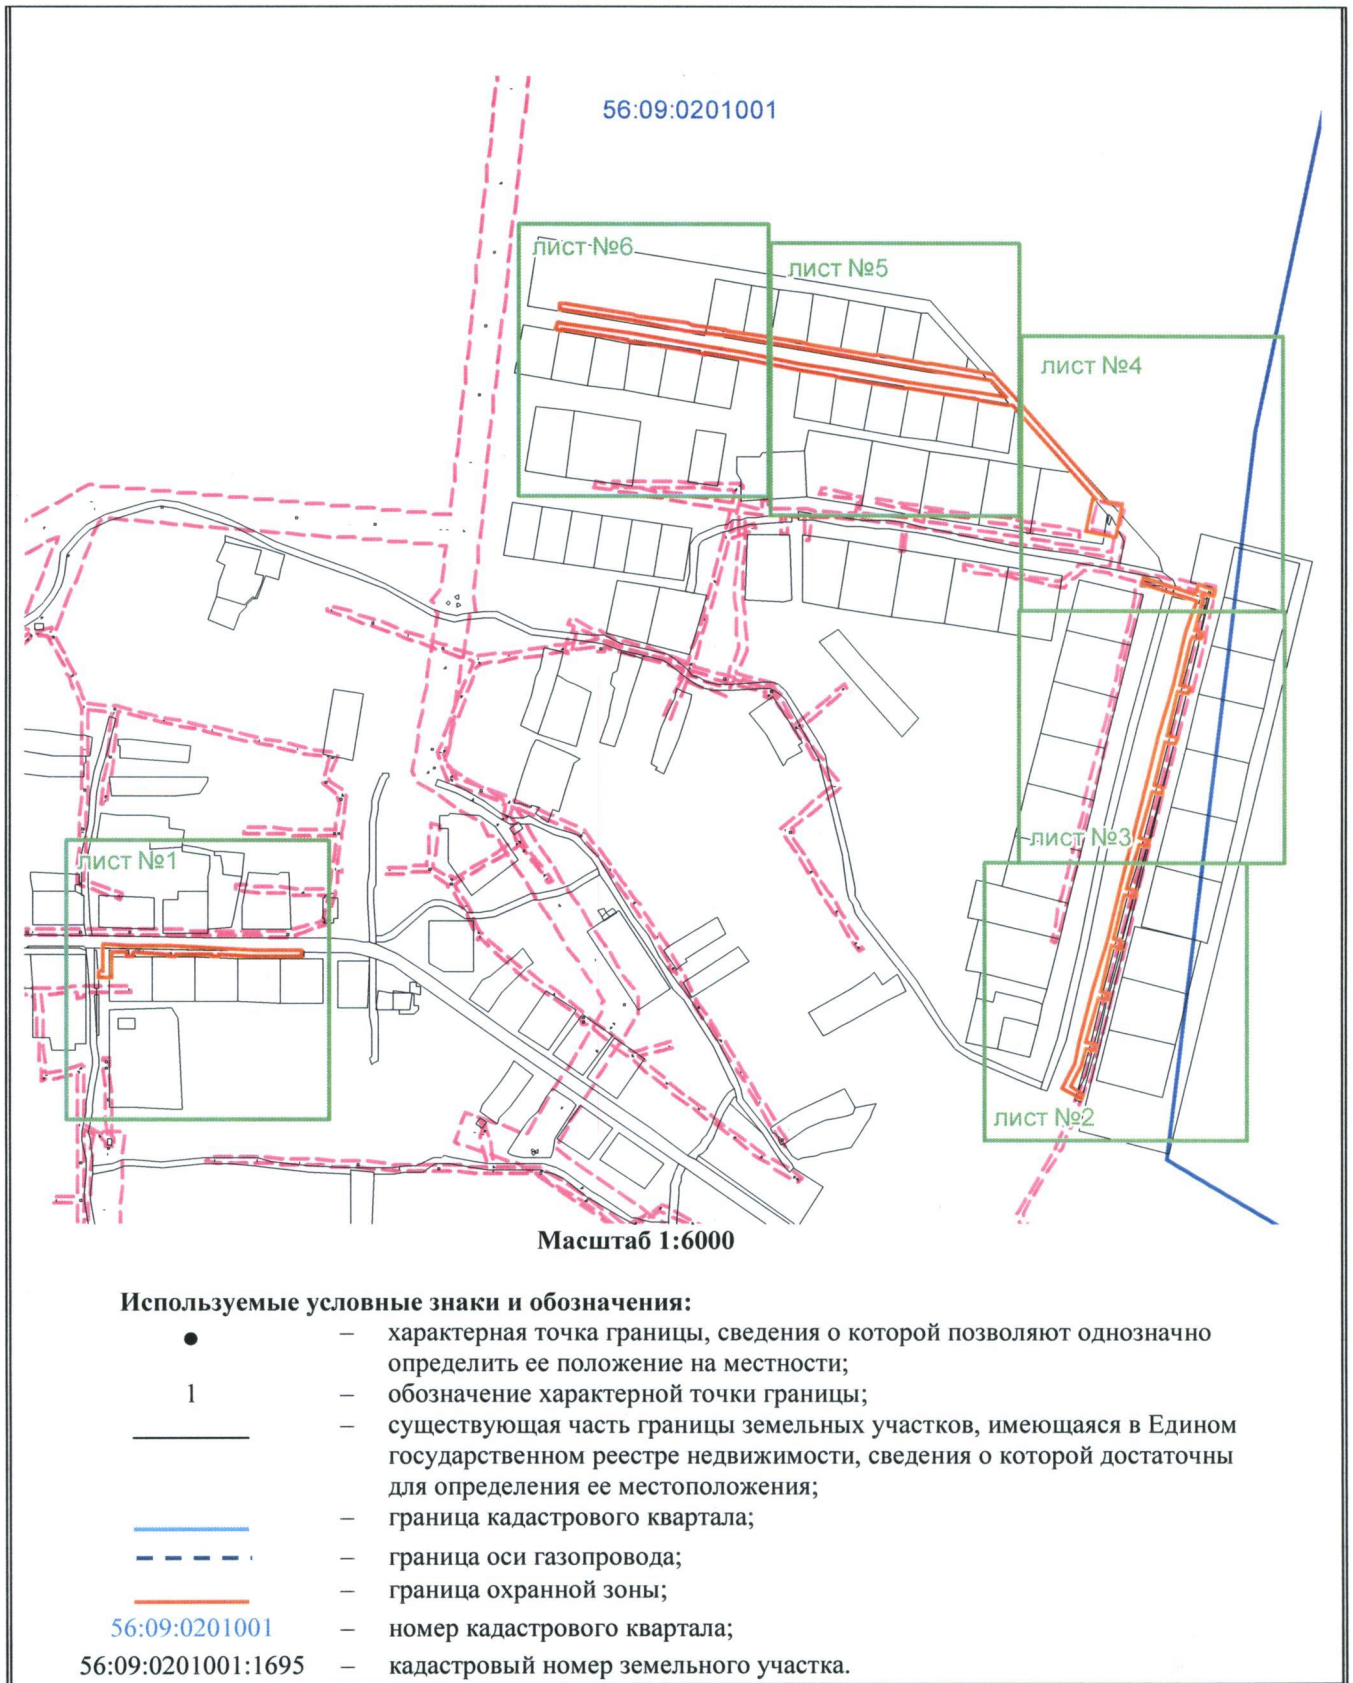 56:09:0201001
лист №6
лист №5
лист №4
лист №3
лист №1
лист №2
Масштаб 1:6000
Используемые условные знаки и обозначения:
– характерная точка границы, сведения о которой позволяют однозначно
определить ее положение на местности;
1 – обозначение характерной точки границы;
– существующая часть границы земельных участков, имеющаяся в Едином
государственном реестре недвижимости, сведения о которой достаточны
для определения ее местоположения;
– граница кадастрового квартала;
– граница оси газопровода;
– граница охранной зоны;
56:09:0201001 – номер кадастрового квартала;
56:09:0201001:1695 – кадастровый номер земельного участка.